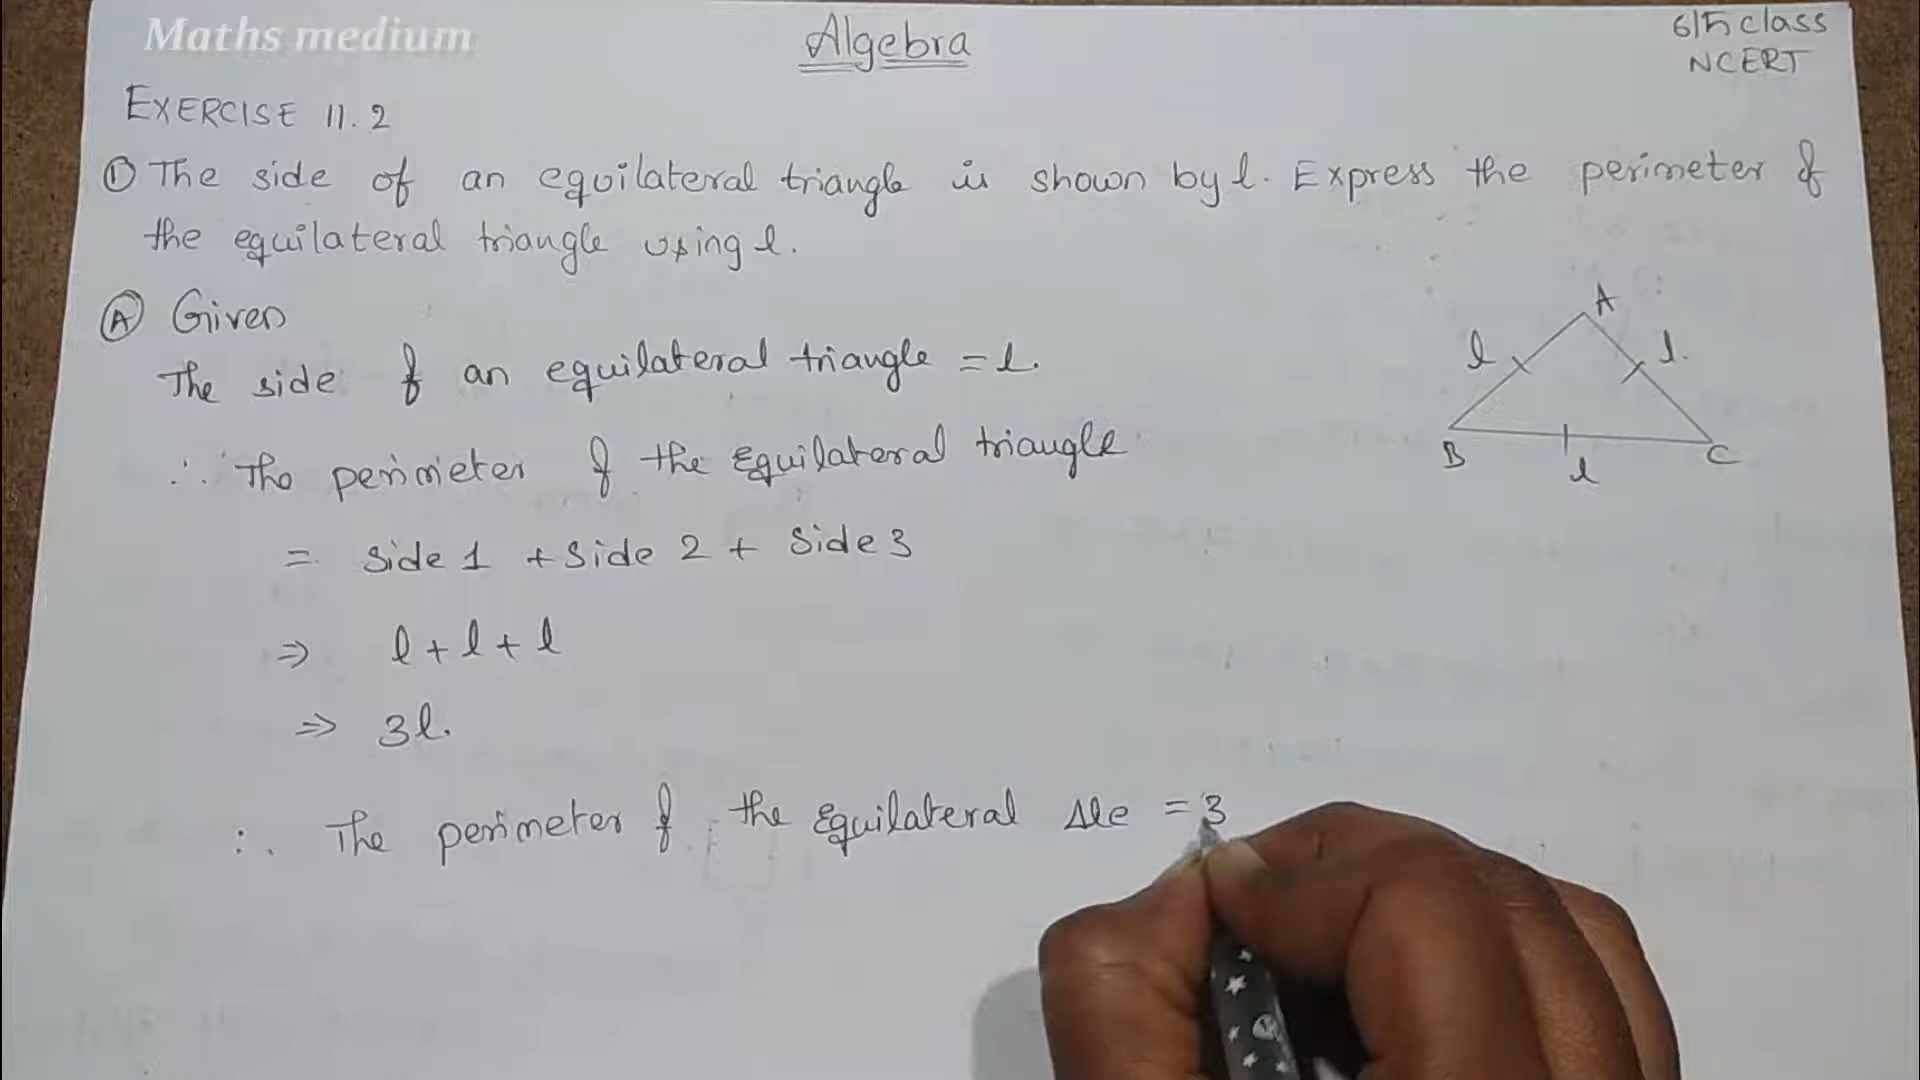 Maths medium
Algebra
6th class
NCERT
EXERCISE 11.2
① The side of an equilateral triangle is shown by l. Express the perimeter of
the equilateral triangle using l.
Ⓐ Given
The side of an equilateral triangle = l.
∴ The perimeter of the Equilateral triangle
= side 1 + side 2 + side 3
⇒ l + l + l
⇒ 3l.
∴ The perimeter of the Equilateral Δle = 3
A
l
l.
B
C
l